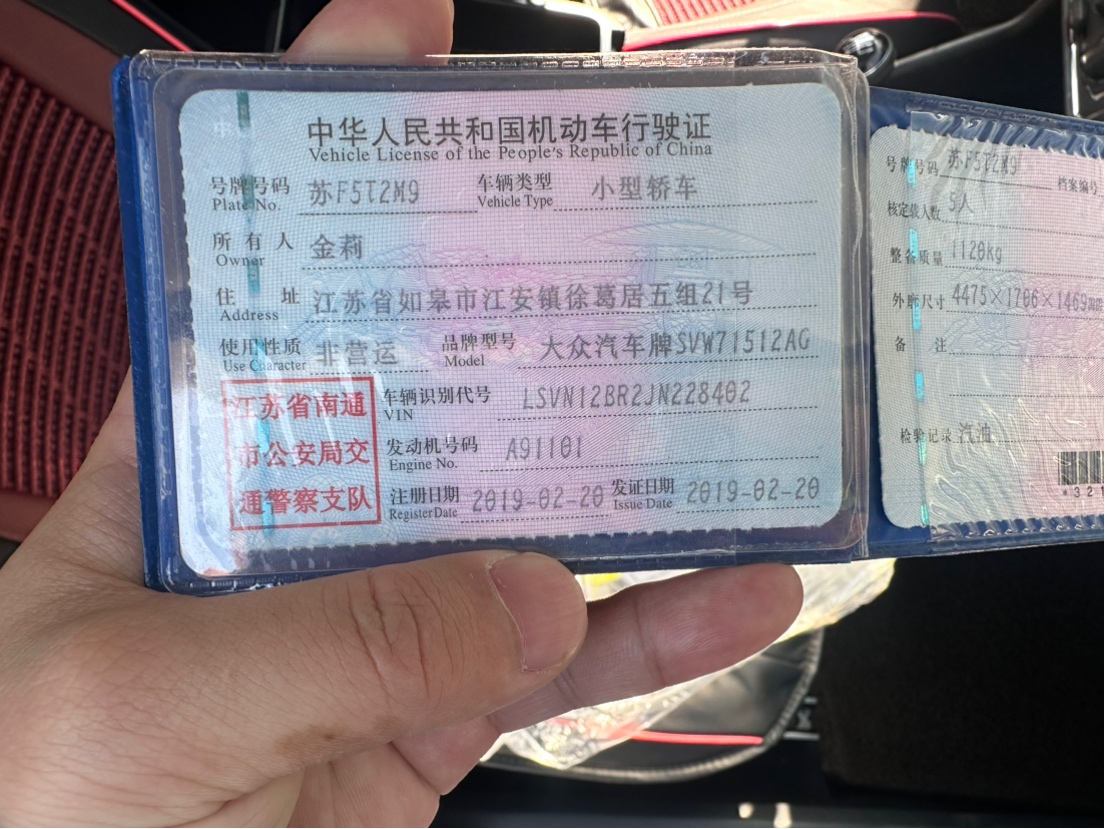 中华人民共和国机动车行驶证
Vehicle License of the People's Republic of China
号牌号码 苏F5T2M9 车辆类型 小型轿车
Plate No. Vehicle Type
所有人 金莉
Owner
住址 江苏省如皋市江安镇徐葛居五组21号
Address
使用性质 非营运 品牌型号 大众汽车牌SVW71512AG
Use Character Model
江苏省南通
市公安局交
通警察支队
车辆识别代号 LSVN12BR2JN228402
VIN
发动机号码 A91101
Engine No.
注册日期 2019-02-20 发证日期 2019-02-20
Register Date Issue Date
号牌号码 苏F5T2M9 档案编号
核定载人数 5人
整备质量 1120kg
外廓尺寸 4475×1706×1469mm
备注
检验记录 汽油
*321